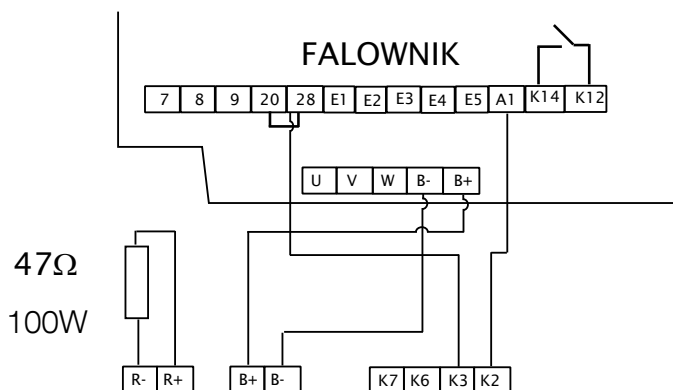 FALOWNIK
K14 K12
7 8 9 20 28 E1 E2 E3 E4 E5 A1
U V W B- B+
47Ω
100W
R- R+ B+ B- K7 K6 K3 K2